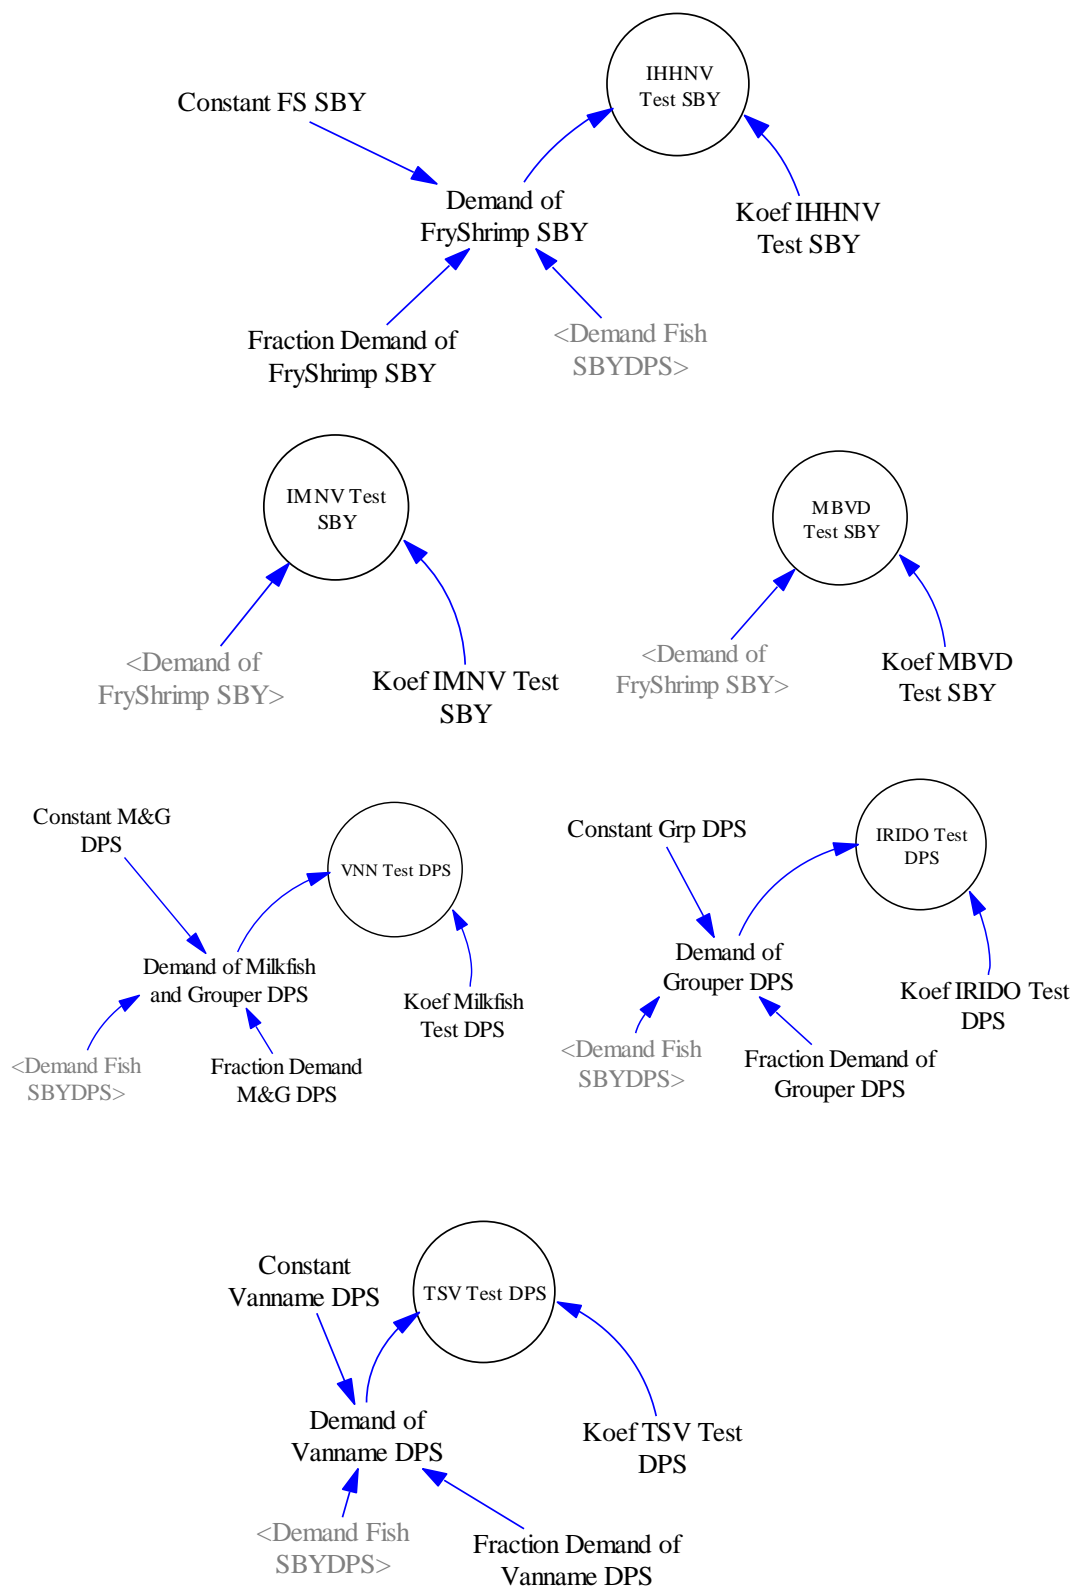 IHHNV
Test SBY
Constant FS SBY
Demand of
FryShrimp SBY
Koef IHHNV
Test SBY
Fraction Demand of
FryShrimp SBY
<Demand Fish
SBYDPS>
IMNV Test
SBY
MBVD
Test SBY
<Demand of
FryShrimp SBY>
Koef IMNV Test
SBY
<Demand of
FryShrimp SBY>
Koef MBVD
Test SBY
Constant M&G
DPS
VNN Test DPS
Constant Grp DPS
IRIDO Test
DPS
Demand of Milkfish
and Grouper DPS
Koef Milkfish
Test DPS
Demand of
Grouper DPS
Koef IRIDO Test
DPS
<Demand Fish
SBYDPS>
Fraction Demand
M&G DPS
<Demand Fish
SBYDPS>
Fraction Demand of
Grouper DPS
Constant
Vanname DPS
TSV Test DPS
Demand of
Vanname DPS
Koef TSV Test
DPS
<Demand Fish
SBYDPS>
Fraction Demand of
Vanname DPS